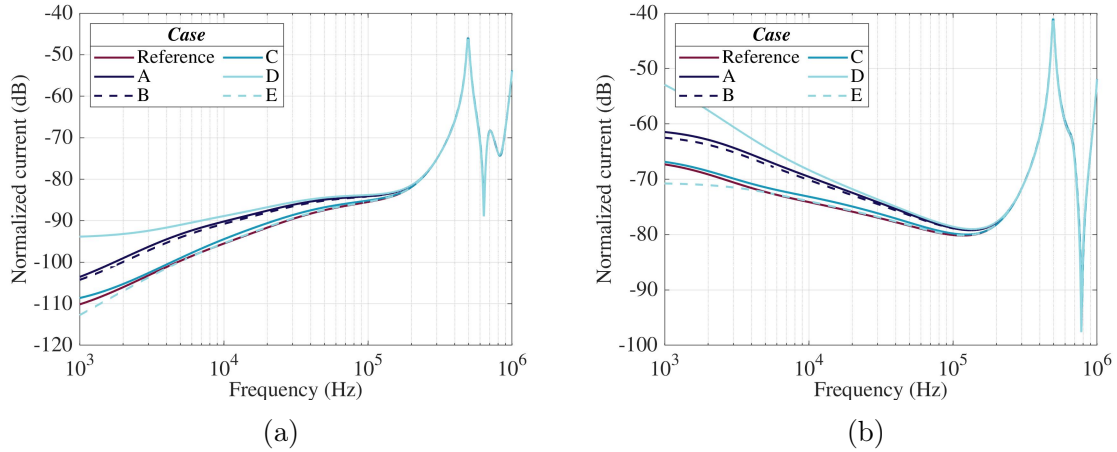 -40
-50
-60
-70
-80
-90
-100
-110
-120
Normalized current (dB)
Case
Reference
A
B
C
D
E
10^3
10^4
10^5
10^6
Frequency (Hz)
(a)
-40
-50
-60
-70
-80
-90
-100
Normalized current (dB)
Case
Reference
A
B
C
D
E
10^3
10^4
10^5
10^6
Frequency (Hz)
(b)